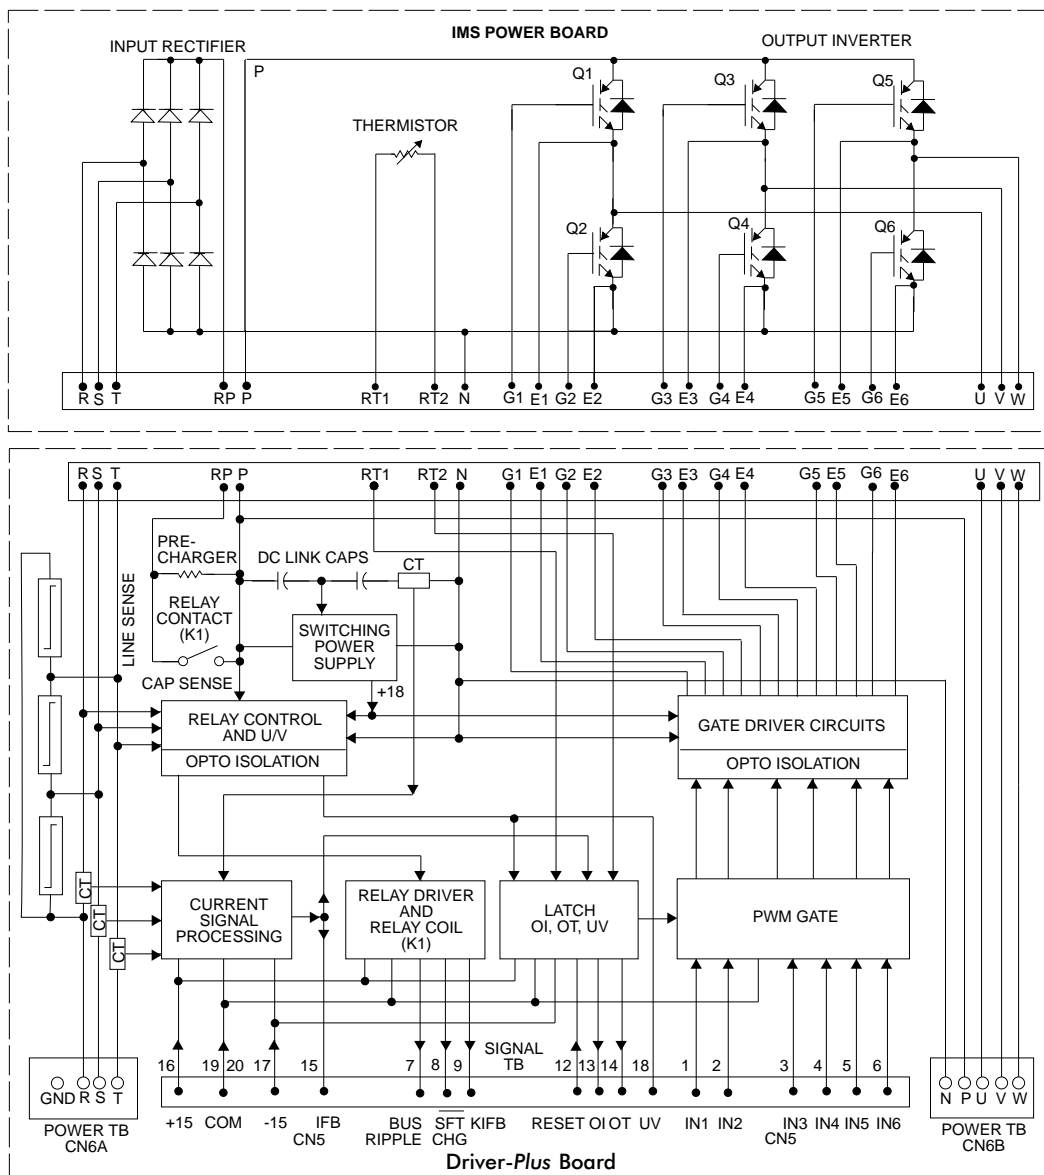 IMS POWER BOARD
INPUT RECTIFIER
OUTPUT INVERTER
P
Q1
Q3
Q5
THERMISTOR
Q2
Q4
Q6
R S T RP P RT1 RT2 N G1 E1 G2 E2 G3 E3 G4 E4 G5 E5 G6 E6 U V W
R S T RP P RT1 RT2 N G1 E1 G2 E2 G3 E3 G4 E4 G5 E5 G6 E6 U V W
PRE-
CHARGER
DC LINK CAPS
CT
LINE SENSE
RELAY
CONTACT
(K1)
SWITCHING
POWER
SUPPLY
CAP SENSE
+18
RELAY CONTROL
AND U/V
OPTO ISOLATION
GATE DRIVER CIRCUITS
OPTO ISOLATION
CT
CT
CT
CURRENT
SIGNAL
PROCESSING
RELAY DRIVER
AND
RELAY COIL
(K1)
LATCH
OI, OT, UV
PWM GATE
SIGNAL
TB
16 19 20 17 15 7 8 9 12 13 14 18 1 2 3 4 5 6
GND R S T
POWER TB
CN6A
+15 COM -15 IFB
CN5
BUS
RIPPLE
SFT
CHG
KIFB
RESET OI OT UV
IN1 IN2 IN3 IN4 IN5 IN6
CN5
N P U V W
POWER TB
CN6B
Driver-Plus Board